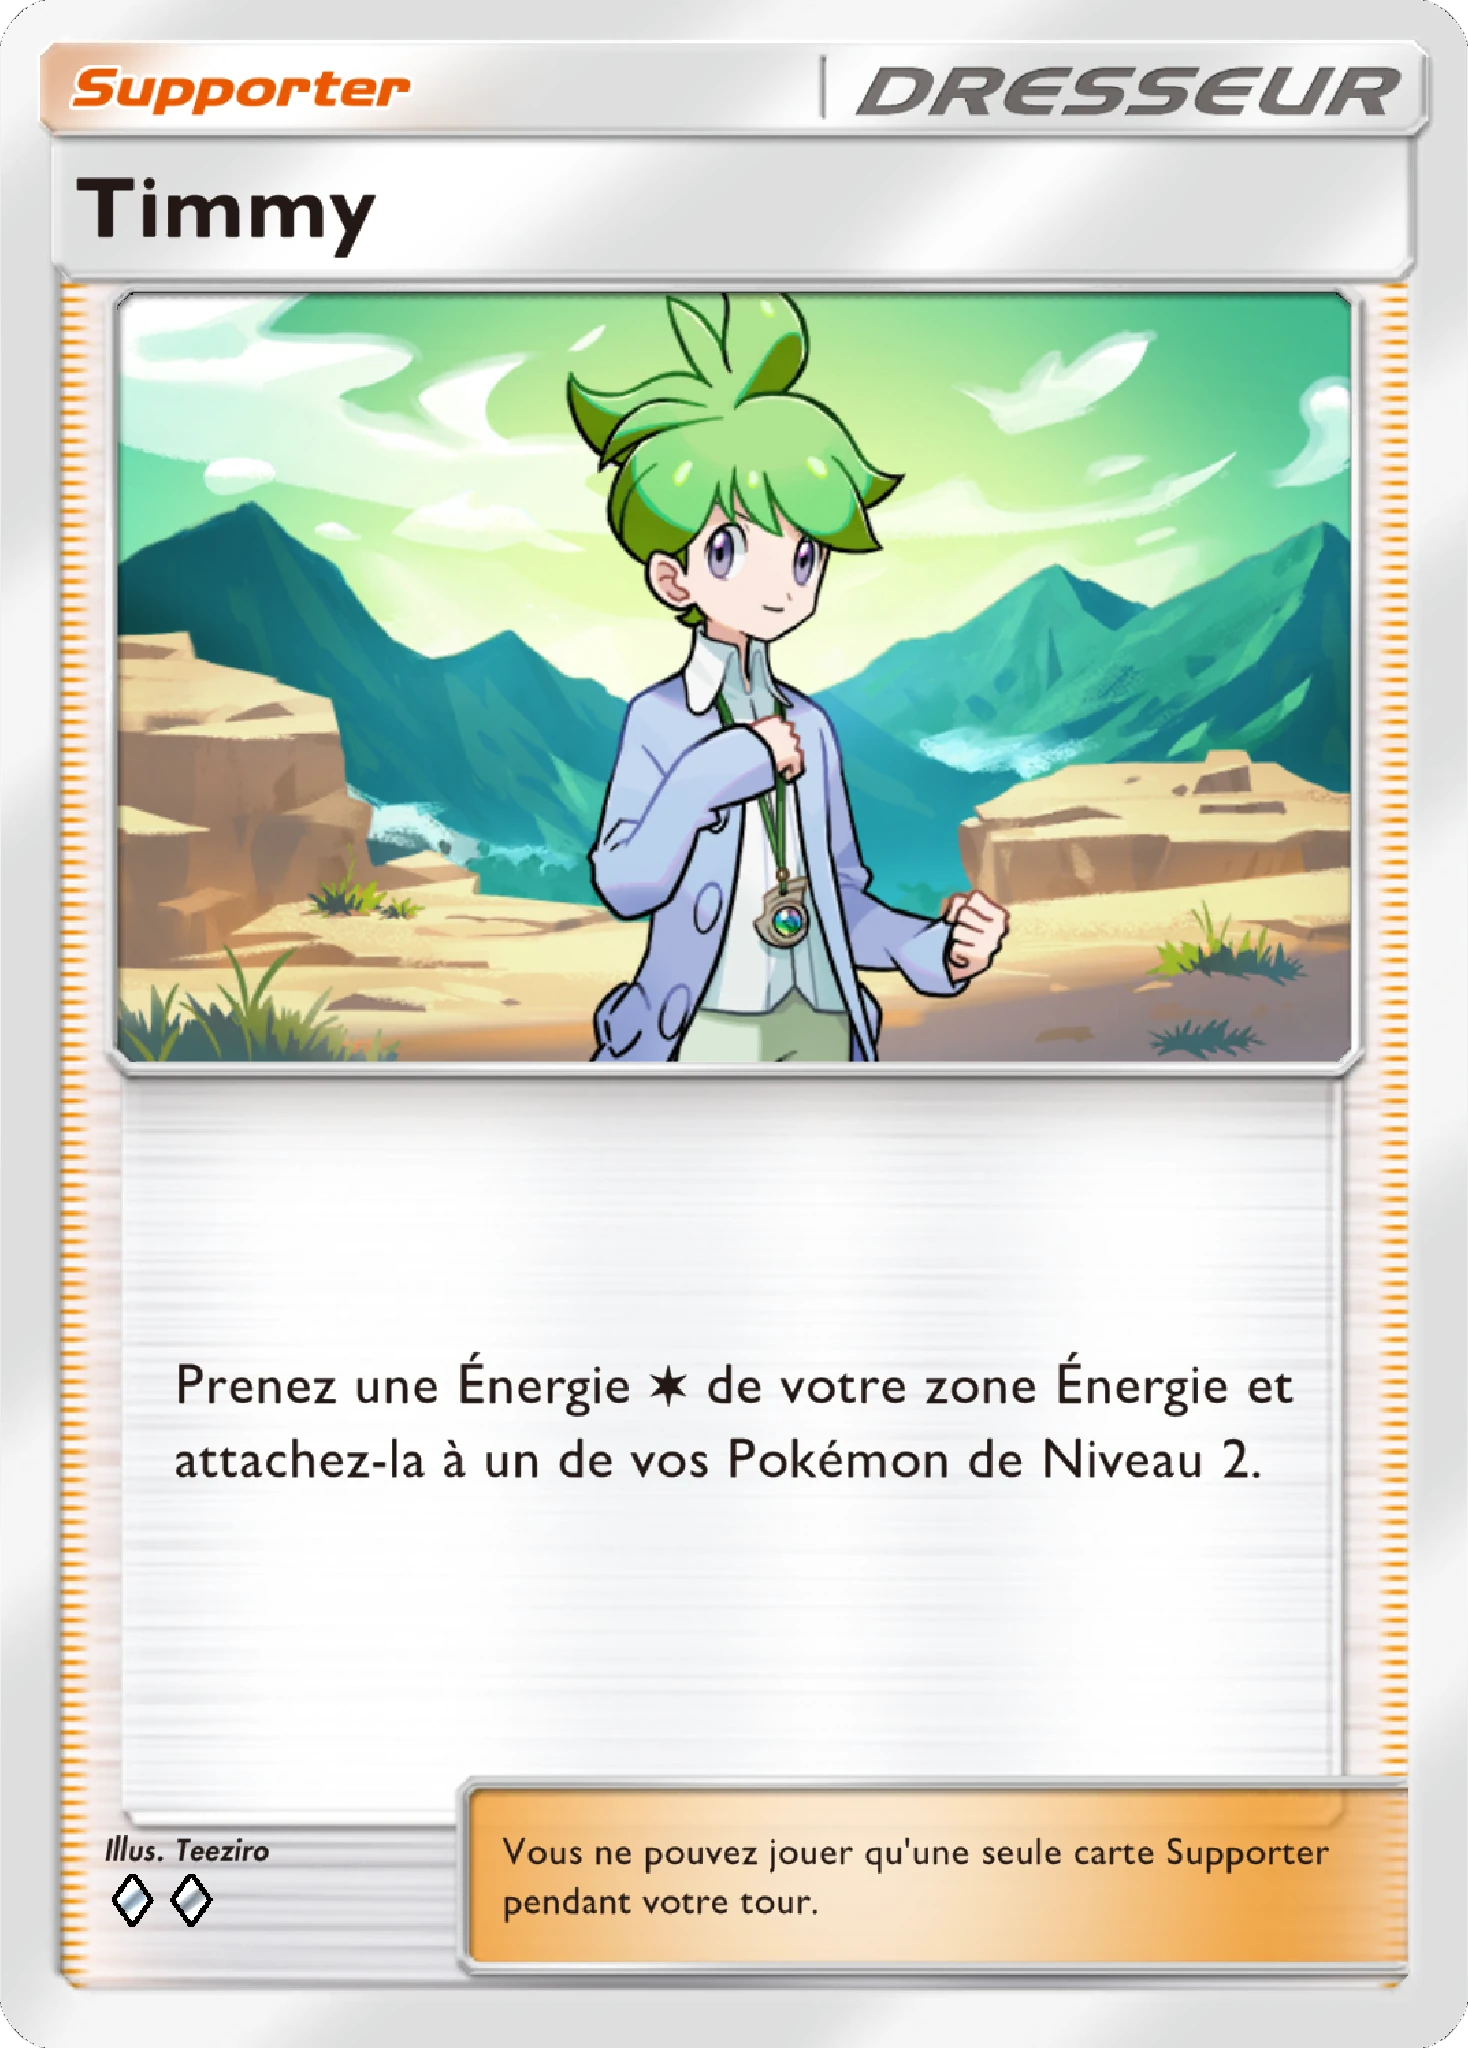 Supporter
DRESSEUR
Timmy
Prenez une Énergie ✶ de votre zone Énergie et
attachez-la à un de vos Pokémon de Niveau 2.
Illus. Teeziro
Vous ne pouvez jouer qu'une seule carte Supporter
pendant votre tour.